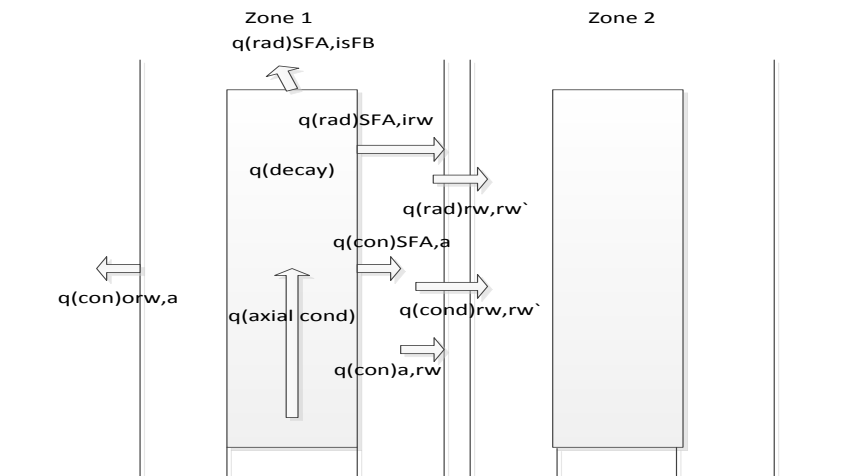 Zone 1
Zone 2
q(rad)SFA,isFB
q(rad)SFA,irw
q(decay)
q(rad)rw,rw`
q(con)SFA,a
q(con)orw,a
q(cond)rw,rw`
q(axial cond)
q(con)a,rw